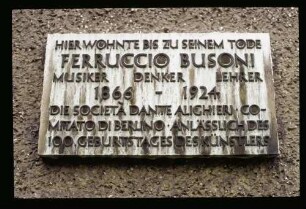 HIER WOHNTE BIS ZU SEINEM TODE
FERRUCCIO BUSONI
MUSIKER DENKER LEHRER
1866 - 1924
DIE SOCIETÀ DANTE ALIGHIERI · CO-
MITATO DI BERLINO · ANLÄSSLICH DES
100. GEBURTSTAGES DES KÜNSTLERS